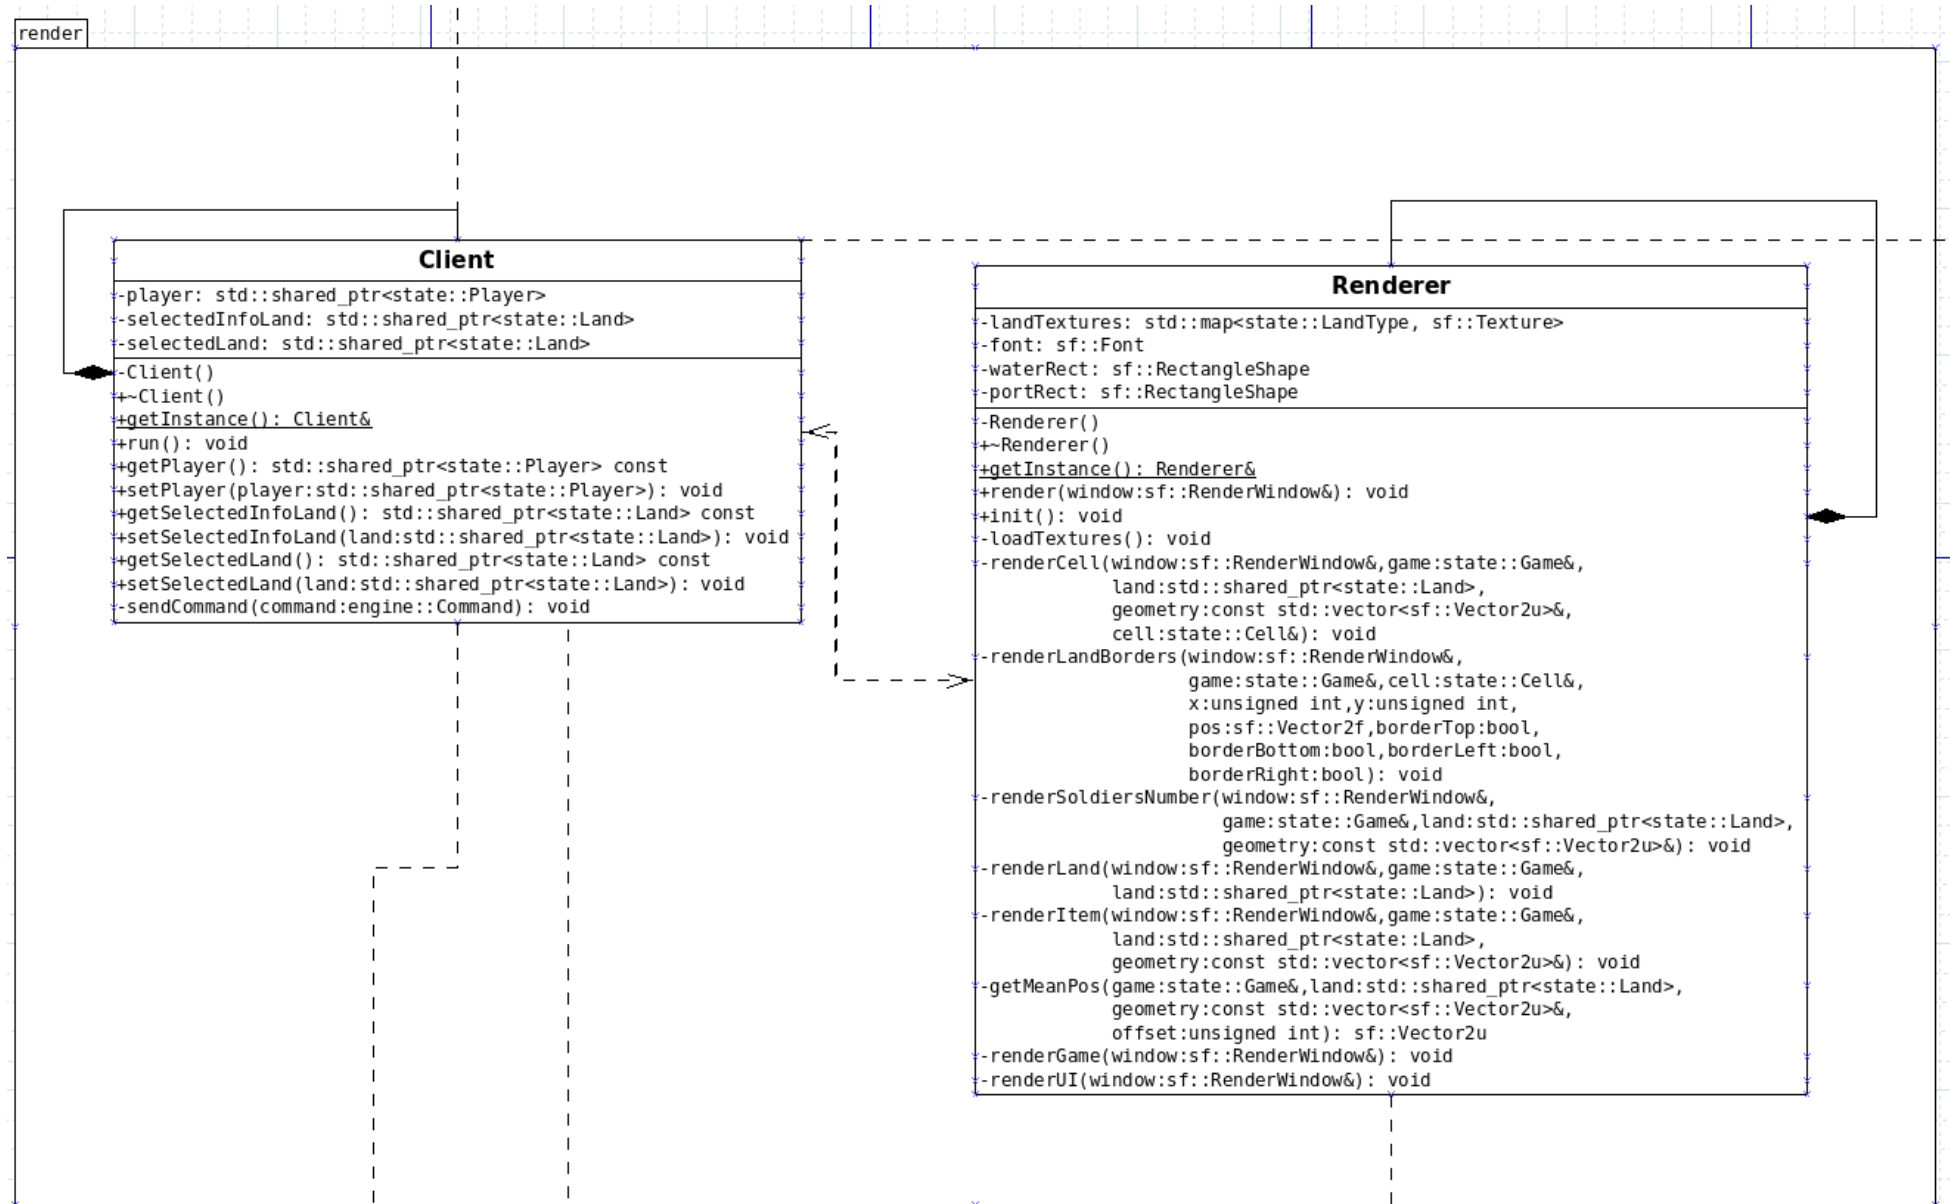 render
Client
-player: std::shared_ptr<state::Player>
-selectedInfoLand: std::shared_ptr<state::Land>
-selectedLand: std::shared_ptr<state::Land>
-Client()
+~Client()
+getInstance(): Client&
+run(): void
+getPlayer(): std::shared_ptr<state::Player> const
+setPlayer(player:std::shared_ptr<state::Player>): void
+getSelectedInfoLand(): std::shared_ptr<state::Land> const
+setSelectedInfoLand(land:std::shared_ptr<state::Land>): void
+getSelectedLand(): std::shared_ptr<state::Land> const
+setSelectedLand(land:std::shared_ptr<state::Land>): void
-sendCommand(command:engine::Command): void
Renderer
-landTextures: std::map<state::LandType, sf::Texture>
-font: sf::Font
-waterRect: sf::RectangleShape
-portRect: sf::RectangleShape
-Renderer()
+~Renderer()
+getInstance(): Renderer&
+render(window:sf::RenderWindow&): void
+init(): void
-loadTextures(): void
-renderCell(window:sf::RenderWindow&,game:state::Game&,
land:std::shared_ptr<state::Land>,
geometry:const std::vector<sf::Vector2u>&,
cell:state::Cell&): void
-renderLandBorders(window:sf::RenderWindow&,
game:state::Game&,cell:state::Cell&,
x:unsigned int,y:unsigned int,
pos:sf::Vector2f,borderTop:bool,
borderBottom:bool,borderLeft:bool,
borderRight:bool): void
-renderSoldiersNumber(window:sf::RenderWindow&,
game:state::Game&,land:std::shared_ptr<state::Land>,
geometry:const std::vector<sf::Vector2u>&): void
-renderLand(window:sf::RenderWindow&,game:state::Game&,
land:std::shared_ptr<state::Land>): void
-renderItem(window:sf::RenderWindow&,game:state::Game&,
land:std::shared_ptr<state::Land>,
geometry:const std::vector<sf::Vector2u>&): void
-getMeanPos(game:state::Game&,land:std::shared_ptr<state::Land>,
geometry:const std::vector<sf::Vector2u>&,
offset:unsigned int): sf::Vector2u
-renderGame(window:sf::RenderWindow&): void
-renderUI(window:sf::RenderWindow&): void